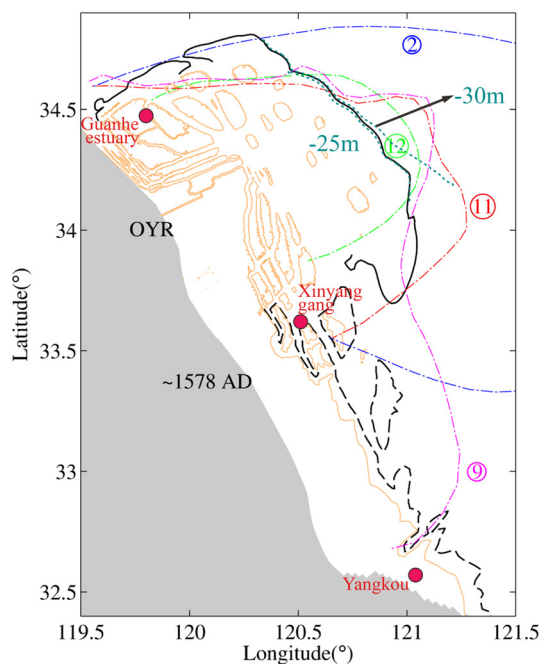 ②
34.5
Guanhe
estuary
-30m
-25m
⑫
⑪
34
OYR
Latitude(°)
Xinyang
gang
33.5
~1578 AD
33
⑨
32.5
Yangkou
119.5 120 120.5 121 121.5
Longitude(°)